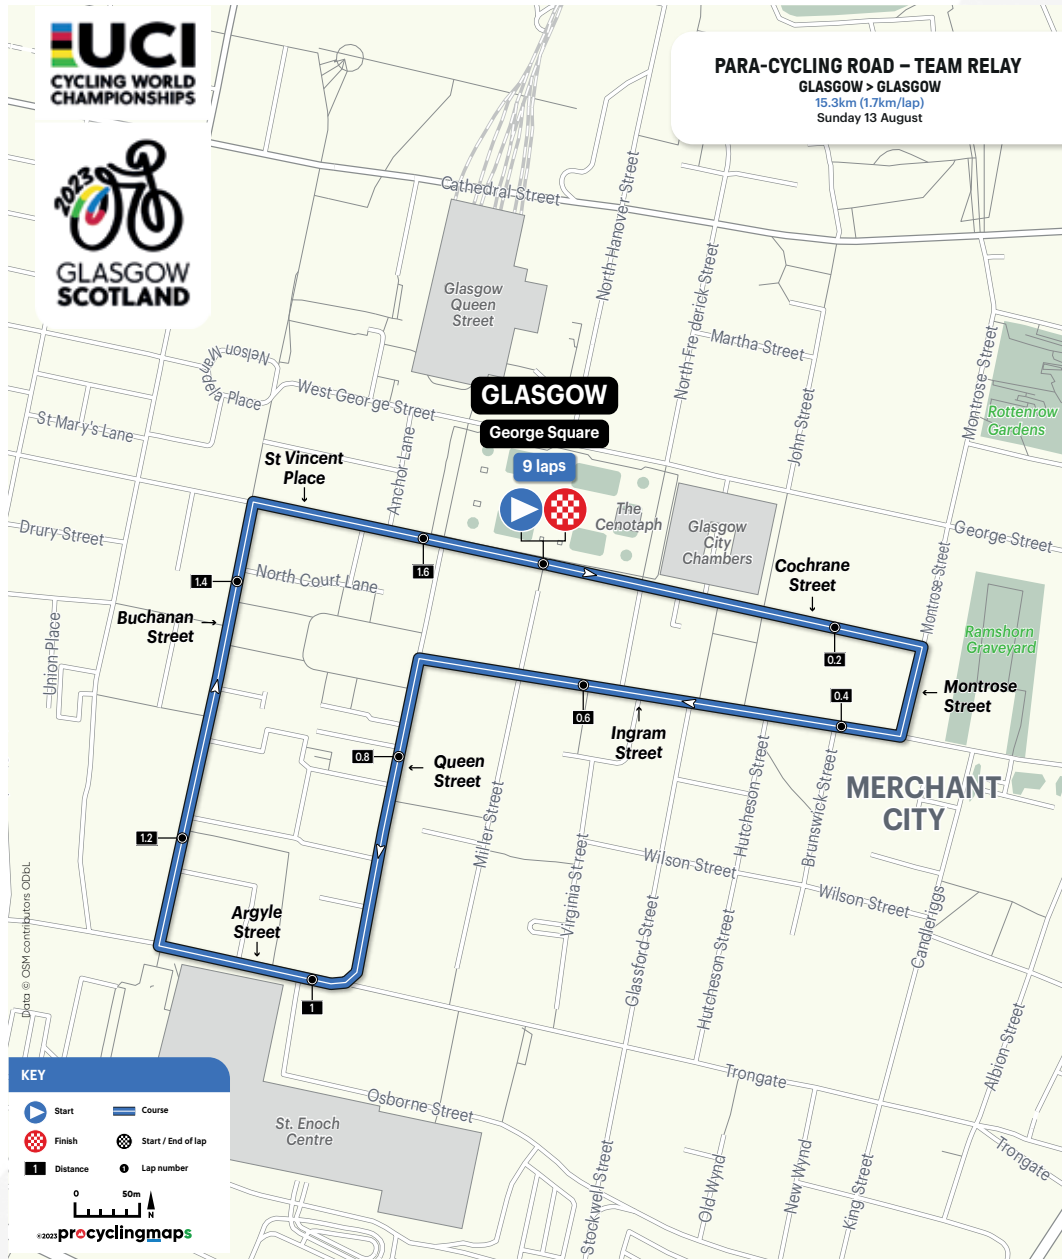 UCI
CYCLING WORLD
CHAMPIONSHIPS
2023
GLASGOW
SCOTLAND
PARA-CYCLING ROAD – TEAM RELAY
GLASGOW > GLASGOW
15.3km (1.7km/lap)
Sunday 13 August
Cathedral Street
North Hanover Street
Glasgow
Queen
Street
North Frederick Street
Martha Street
Montrose Street
Nelson Man
dela Place
West George Street
GLASGOW
George Square
9 laps
John Street
Rottenrow
Gardens
St Mary's Lane
St Vincent
Place
Anchor Lane
The
Cenotaph
Glasgow
City
Chambers
George Street
Drury Street
1.6
Cochrane
Street
Montrose Street
1.4
North Court Lane
Buchanan
Street
Union Place
0.2
Ramshorn
Graveyard
0.4
Montrose
Street
0.6
Ingram
Street
0.8
Queen
Street
MERCHANT
CITY
Miller Street
Hutcheson Street
Brunswick Street
1.2
Virginia Street
Wilson Street
Wilson Street
Argyle
Street
Glassford Street
Hutcheson Street
Candleriggs
1
Data © OSM contributors ODbL
Trongate
Albion Street
Osborne Street
St. Enoch
Centre
Trongate
Stockwell Street
Old Wynd
New Wynd
King Street
KEY
Start
Course
Finish
Start / End of lap
1
Distance
1
Lap number
0
50m
N
©2023 procyclingmaps